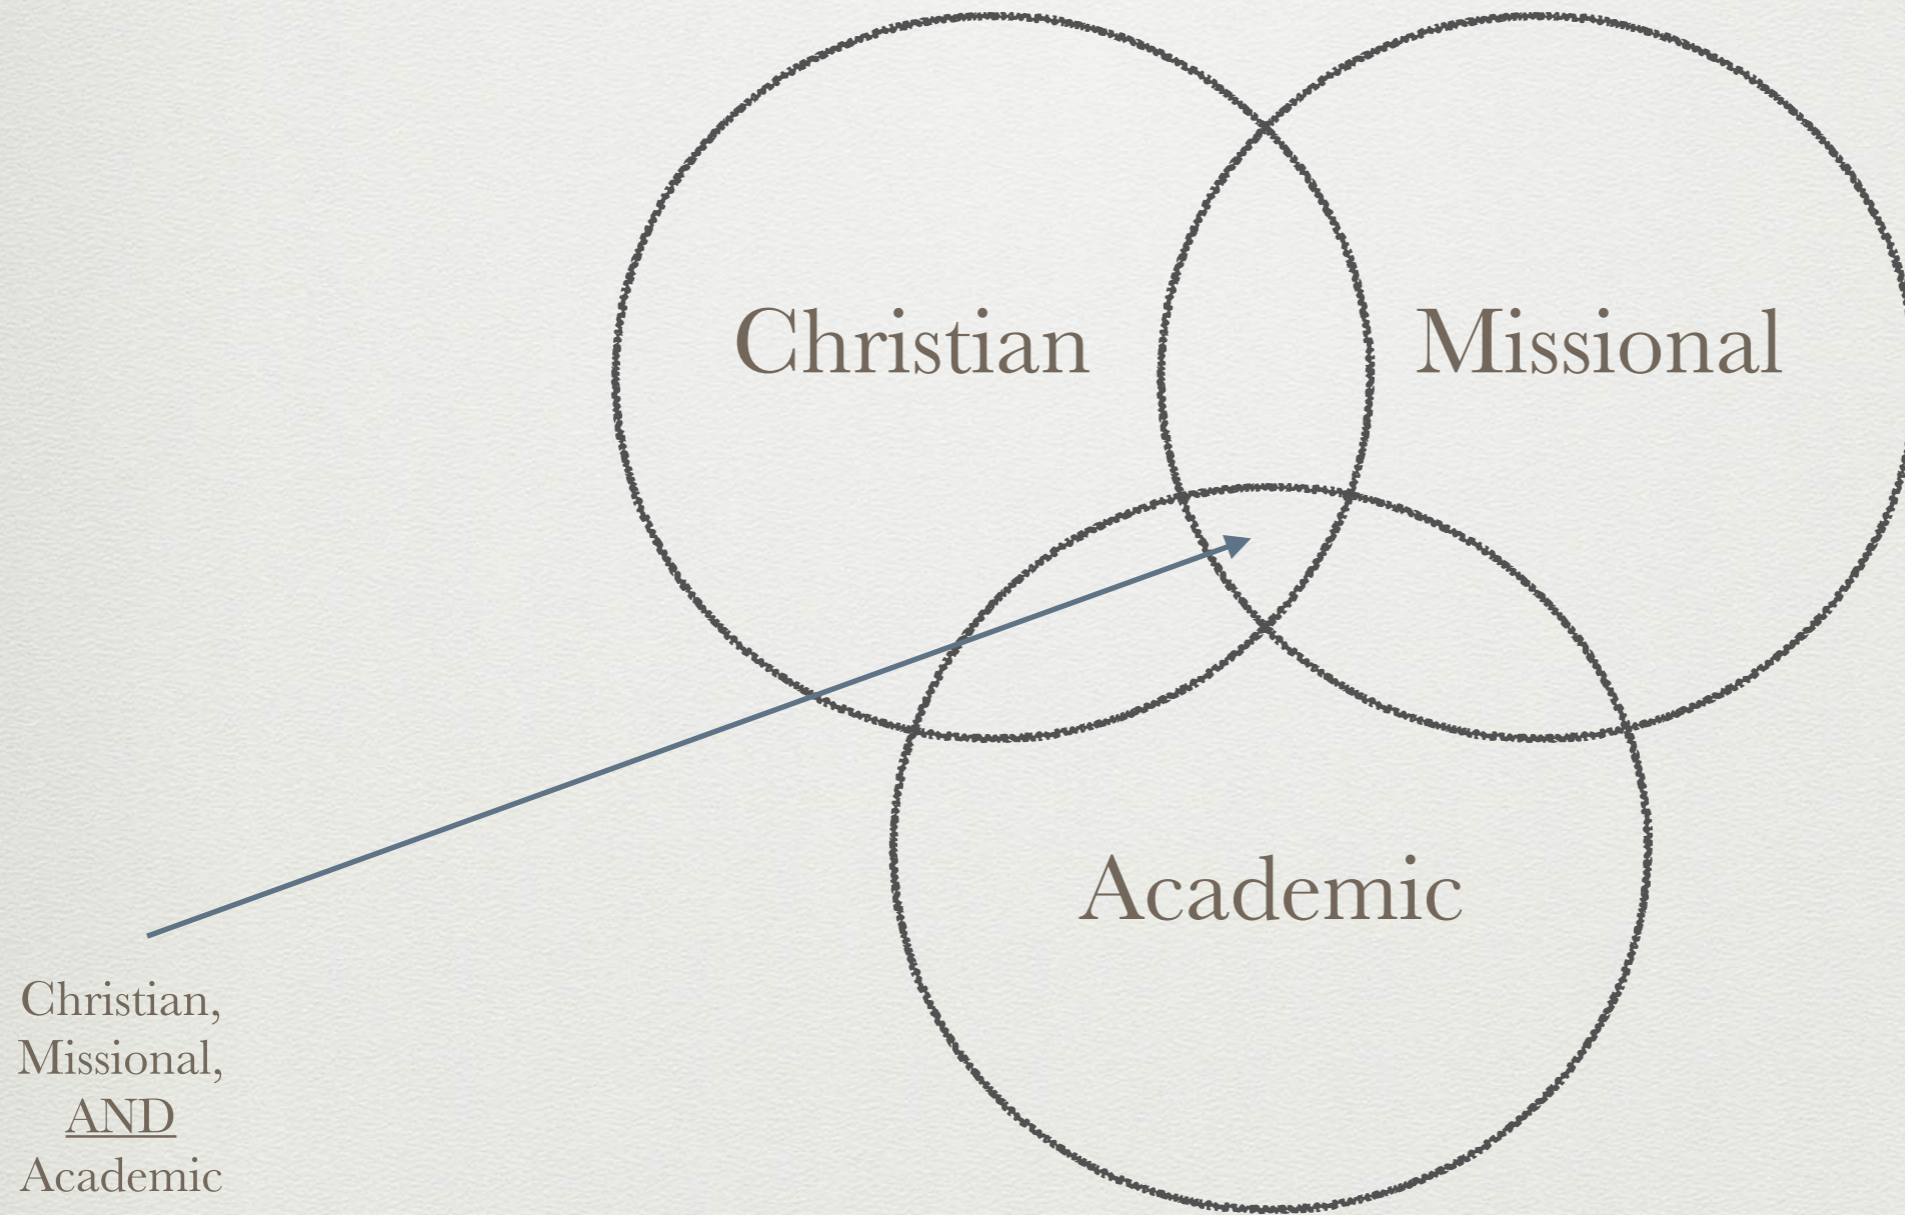 Christian
Missional
Academic
Christian,
Missional,
AND
Academic